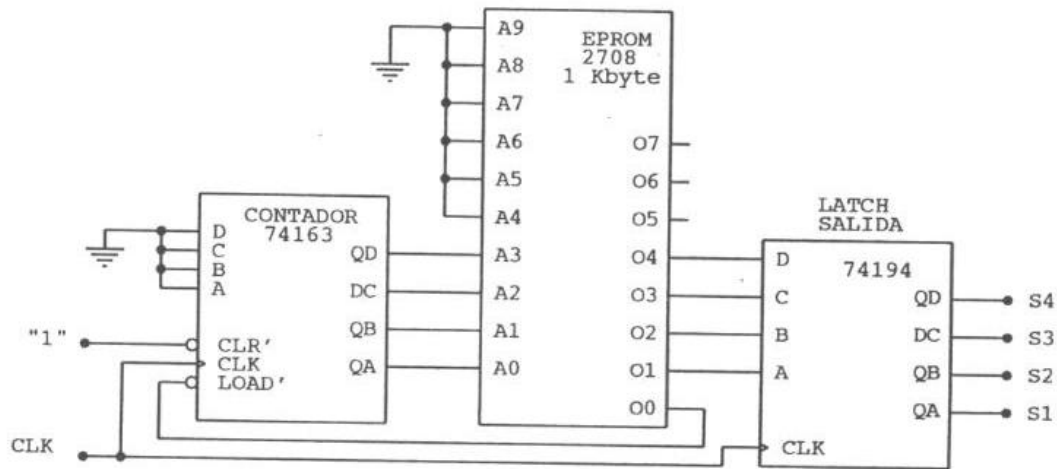 A9
A8
A7
A6
A5
A4
A3
A2
A1
A0
EPROM
2708
1 Kbyte
O7
O6
O5
O4
O3
O2
O1
O0
CONTADOR
74163
D
C
B
A
QD
DC
QB
QA
"1"
CLR'
CLK
LOAD'
CLK
LATCH
SALIDA
74194
D
C
B
A
QD
DC
QB
QA
CLK
S4
S3
S2
S1